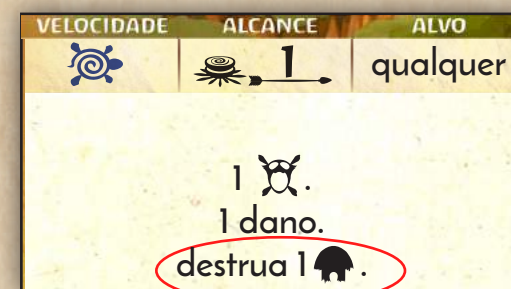 VELOCIDADE ALCANCE ALVO
1 qualquer
1 .
1 dano.
destrua 1 .